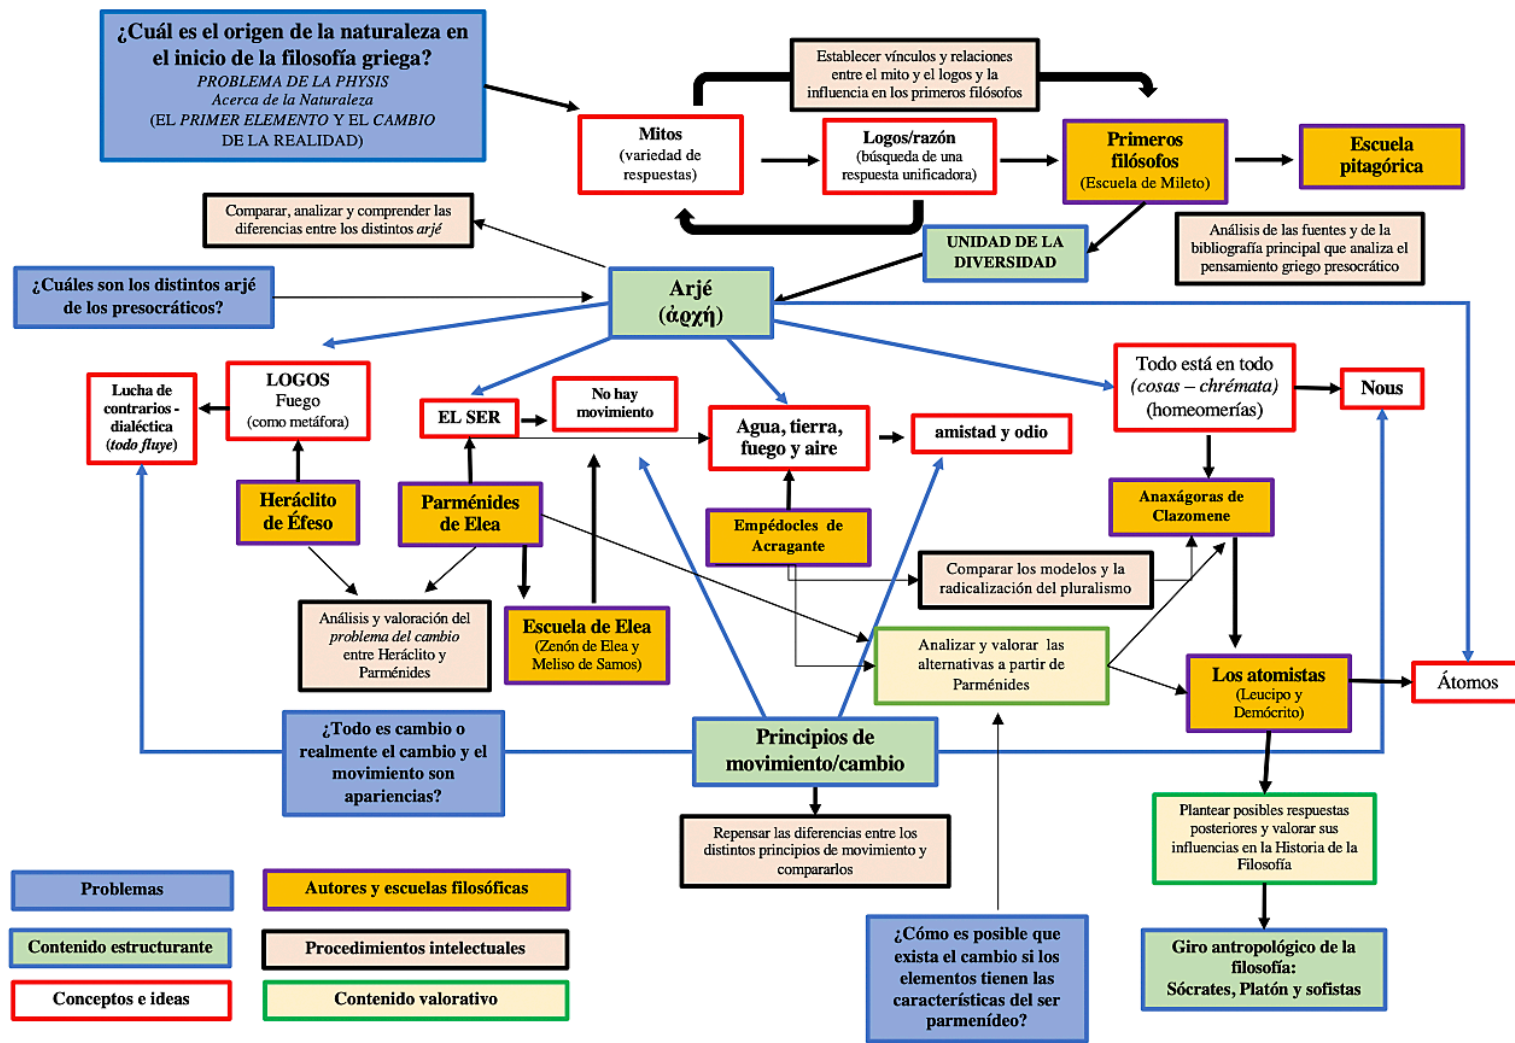 ¿Cuál es el origen de la naturaleza en
el inicio de la filosofía griega?
PROBLEMA DE LA PHYSIS
Acerca de la Naturaleza
(EL PRIMER ELEMENTO Y EL CAMBIO
DE LA REALIDAD)
Establecer vínculos y relaciones
entre el mito y el logos y la
influencia en los primeros filósofos
Mitos
(variedad de
respuestas)
Logos/razón
(búsqueda de una
respuesta unificadora)
Primeros
filósofos
(Escuela de Mileto)
Escuela
pitagórica
Comparar, analizar y comprender las
diferencias entre los distintos arjé
UNIDAD DE LA
DIVERSIDAD
Análisis de las fuentes y de la
bibliografía principal que analiza el
pensamiento griego presocrático
¿Cuáles son los distintos arjé
de los presocráticos?
Arjé
(ἀρχή)
Lucha de
contrarios -
dialéctica
(todo fluye)
LOGOS
Fuego
(como metáfora)
EL SER
No hay
movimiento
Agua, tierra,
fuego y aire
amistad y odio
Todo está en todo
(cosas – chrémata)
(homeomerías)
Nous
Heráclito
de Éfeso
Parménides
de Elea
Empédocles de
Acragante
Anaxágoras de
Clazomene
Comparar los modelos y la
radicalización del pluralismo
Análisis y valoración del
problema del cambio
entre Heráclito y
Parménides
Escuela de Elea
(Zenón de Elea y
Meliso de Samos)
Analizar y valorar las
alternativas a partir de
Parménides
Los atomistas
(Leucipo y
Demócrito)
Átomos
¿Todo es cambio o
realmente el cambio y el
movimiento son
apariencias?
Principios de
movimiento/cambio
Repensar las diferencias entre los
distintos principios de movimiento y
compararlos
Plantear posibles respuestas
posteriores y valorar sus
influencias en la Historia de la
Filosofía
¿Cómo es posible que
exista el cambio si los
elementos tienen las
características del ser
parmenídeo?
Giro antropológico de la
filosofía:
Sócrates, Platón y sofistas
Problemas
Autores y escuelas filosóficas
Contenido estructurante
Procedimientos intelectuales
Conceptos e ideas
Contenido valorativo